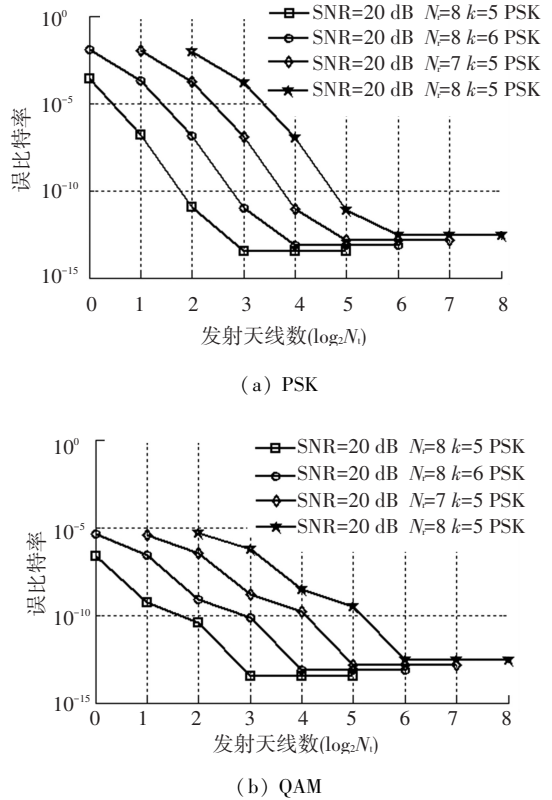 10⁰
10⁻⁵
10⁻¹⁰
10⁻¹⁵
误比特率
SNR=20 dB Nᵣ=8 k=5 PSK
SNR=20 dB Nᵣ=8 k=6 PSK
SNR=20 dB Nᵣ=7 k=5 PSK
SNR=20 dB Nᵣ=8 k=5 PSK
0 1 2 3 4 5 6 7 8
发射天线数(log₂Nₜ)
(a) PSK
10⁰
10⁻⁵
10⁻¹⁰
10⁻¹⁵
误比特率
SNR=20 dB Nᵣ=8 k=5 PSK
SNR=20 dB Nᵣ=8 k=6 PSK
SNR=20 dB Nᵣ=7 k=5 PSK
SNR=20 dB Nᵣ=8 k=5 PSK
0 1 2 3 4 5 6 7 8
发射天线数(log₂Nₜ)
(b) QAM